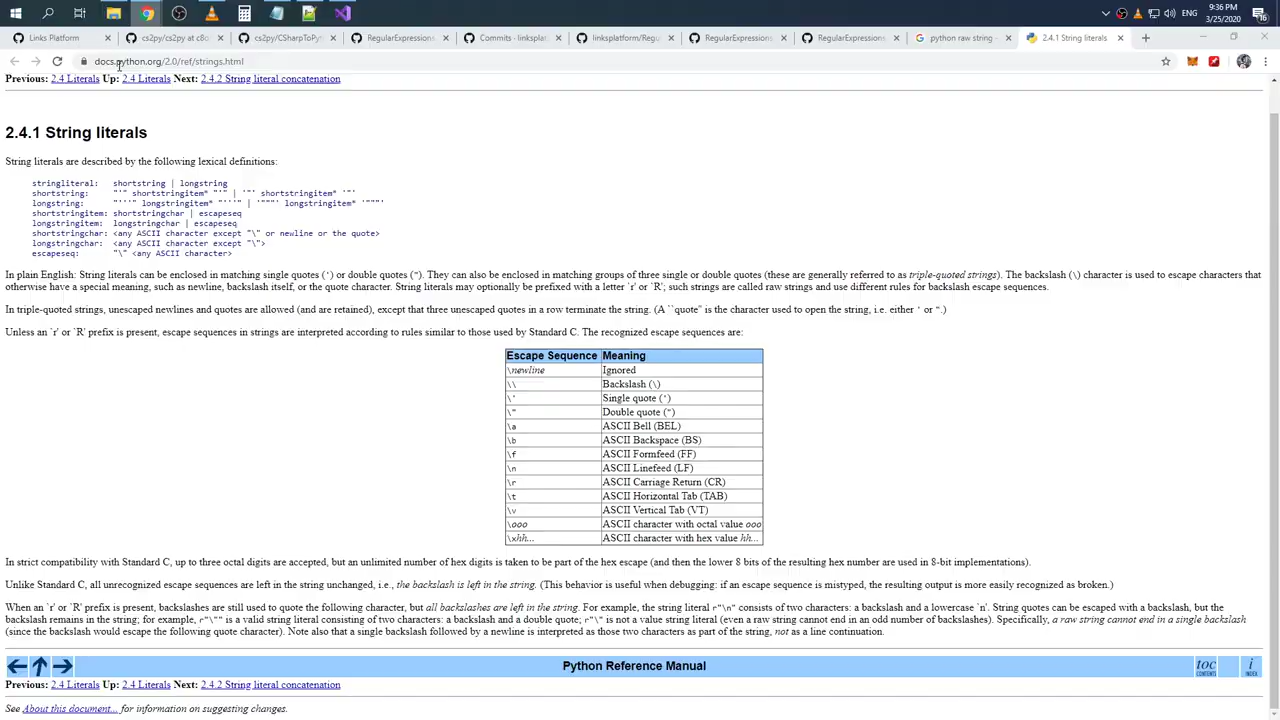 9:36 PM
ENG
3/25/2020
16
Links Platform
cs2py/cs2py at c8o
cs2py/CSharpToPy
RegularExpressions
Commits · linkspl
linksplatform/Regu
RegularExpressions
RegularExpressions
python raw string -
2.4.1 String literals
docs.python.org/2.0/ref/strings.html
Previous: 2.4 Literals Up: 2.4 Literals Next: 2.4.2 String literal concatenation
2.4.1 String literals
String literals are described by the following lexical definitions:
stringliteral: shortstring | longstring
shortstring: "'" shortstringitem* "'" | '"' shortstringitem* '"'
longstring: "'''" longstringitem* "'''" | '"""' longstringitem* '"""'
shortstringitem: shortstringchar | escapeseq
longstringitem: longstringchar | escapeseq
shortstringchar: <any ASCII character except "\" or newline or the quote>
longstringchar: <any ASCII character except "\">
escapeseq: "\" <any ASCII character>
In plain English: String literals can be enclosed in matching single quotes (') or double quotes ("). They can also be enclosed in matching groups of three single or double quotes (these are generally referred to as triple-quoted strings). The backslash (\) character is used to escape characters that
otherwise have a special meaning, such as newline, backslash itself, or the quote character. String literals may optionally be prefixed with a letter `r' or `R'; such strings are called raw strings and use different rules for backslash escape sequences.
In triple-quoted strings, unescaped newlines and quotes are allowed (and are retained), except that three unescaped quotes in a row terminate the string. (A ``quote'' is the character used to open the string, i.e. either ' or ".)
Unless an `r' or `R' prefix is present, escape sequences in strings are interpreted according to rules similar to those used by Standard C. The recognized escape sequences are:
Escape Sequence Meaning
\newline Ignored
\\ Backslash (\)
\' Single quote (')
\" Double quote (")
\a ASCII Bell (BEL)
\b ASCII Backspace (BS)
\f ASCII Formfeed (FF)
\n ASCII Linefeed (LF)
\r ASCII Carriage Return (CR)
\t ASCII Horizontal Tab (TAB)
\v ASCII Vertical Tab (VT)
\ooo ASCII character with octal value ooo
\xhh... ASCII character with hex value hh...
In strict compatibility with Standard C, up to three octal digits are accepted, but an unlimited number of hex digits is taken to be part of the hex escape (and then the lower 8 bits of the resulting hex number are used in 8-bit implementations).
Unlike Standard C, all unrecognized escape sequences are left in the string unchanged, i.e., the backslash is left in the string. (This behavior is useful when debugging: if an escape sequence is mistyped, the resulting output is more easily recognized as broken.)
When an `r' or `R' prefix is present, backslashes are still used to quote the following character, but all backslashes are left in the string. For example, the string literal r"\n" consists of two characters: a backslash and a lowercase `n'. String quotes can be escaped with a backslash, but the
backslash remains in the string; for example, r"\"" is a valid string literal consisting of two characters: a backslash and a double quote; r"\" is not a value string literal (even a raw string cannot end in an odd number of backslashes). Specifically, a raw string cannot end in a single backslash
(since the backslash would escape the following quote character). Note also that a single backslash followed by a newline is interpreted as those two characters as part of the string, not as a line continuation.
Python Reference Manual
toc
CONTENTS
i
INDEX
Previous: 2.4 Literals Up: 2.4 Literals Next: 2.4.2 String literal concatenation
See About this document... for information on suggesting changes.